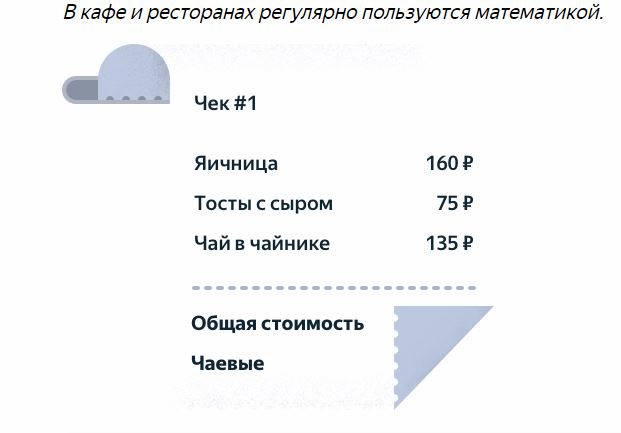 В кафе и ресторанах регулярно пользуются математикой.
Чек #1
Яичница 160 ₽
Тосты с сыром 75 ₽
Чай в чайнике 135 ₽
Общая стоимость
Чаевые